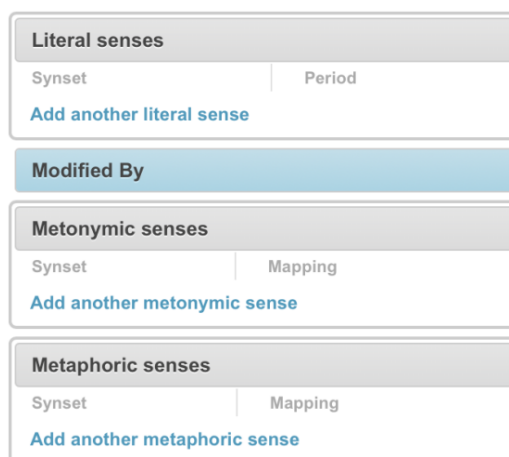 Literal senses
Synset Period
Add another literal sense
Modified By
Metonymic senses
Synset Mapping
Add another metonymic sense
Metaphoric senses
Synset Mapping
Add another metaphoric sense